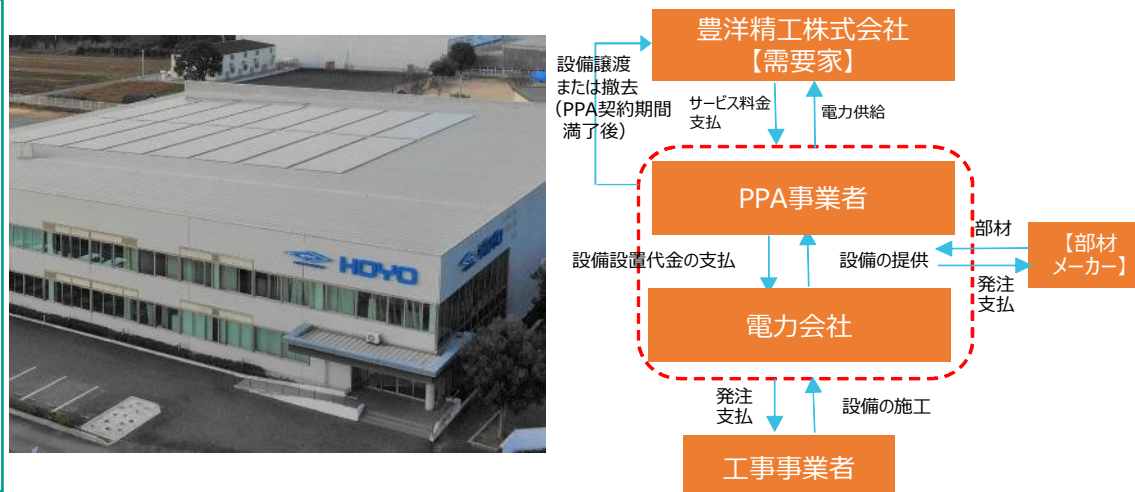 HOYO
豊洋精工株式会社
【需要家】
設備譲渡
または撤去
（PPA契約期間
満了後）
サービス料金
支払
電力供給
PPA事業者
設備設置代金の支払
設備の提供
部材
発注
支払
【部材
メーカー】
電力会社
発注
支払
設備の施工
工事事業者